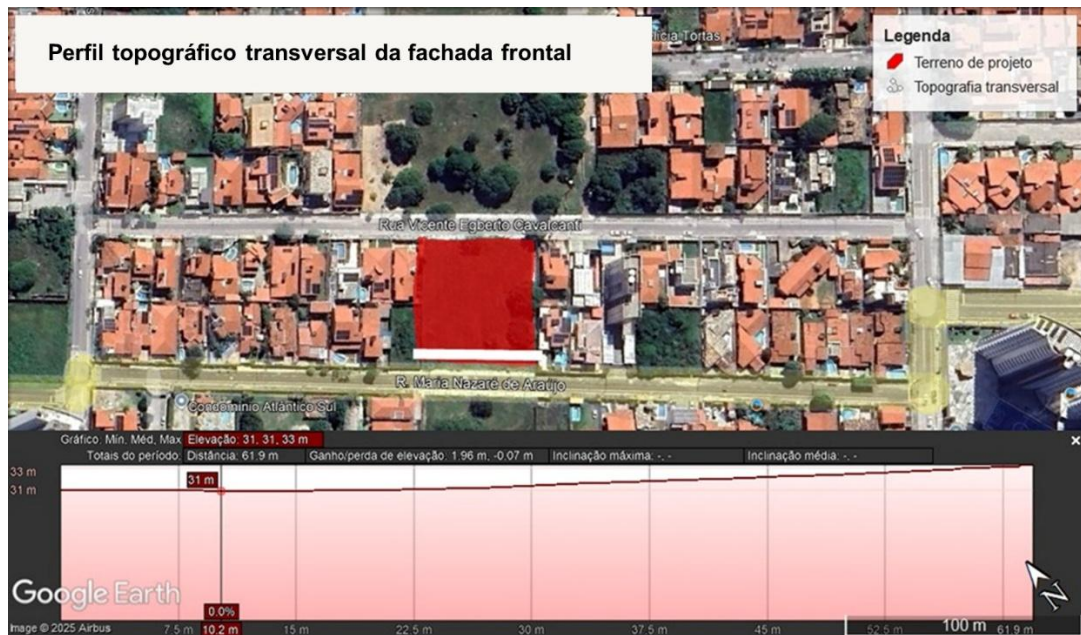 Perfil topográfico transversal da fachada frontal
lícia Tortas
Legenda
Terreno de projeto
Topografia transversal
Rua Vicente Egberto Cavalcanti
R. Maria Nazaré de Araújo
Condomínio Atlântico Sul
Gráfico: Mín, Méd, Máx Elevação: 31, 31, 33 m
Totais do período: Distância: 61.9 m Ganho/perda de elevação: 1.96 m, -0.07 m Inclinação máxima: -, - Inclinação média: -, -
33 m
31 m
31 m
Google Earth
0.0%
N
Image © 2025 Airbus
7.5 m 10.2 m 15 m 22.5 m 30 m 37.5 m 45 m 52.5 m 100 m 61.9 m